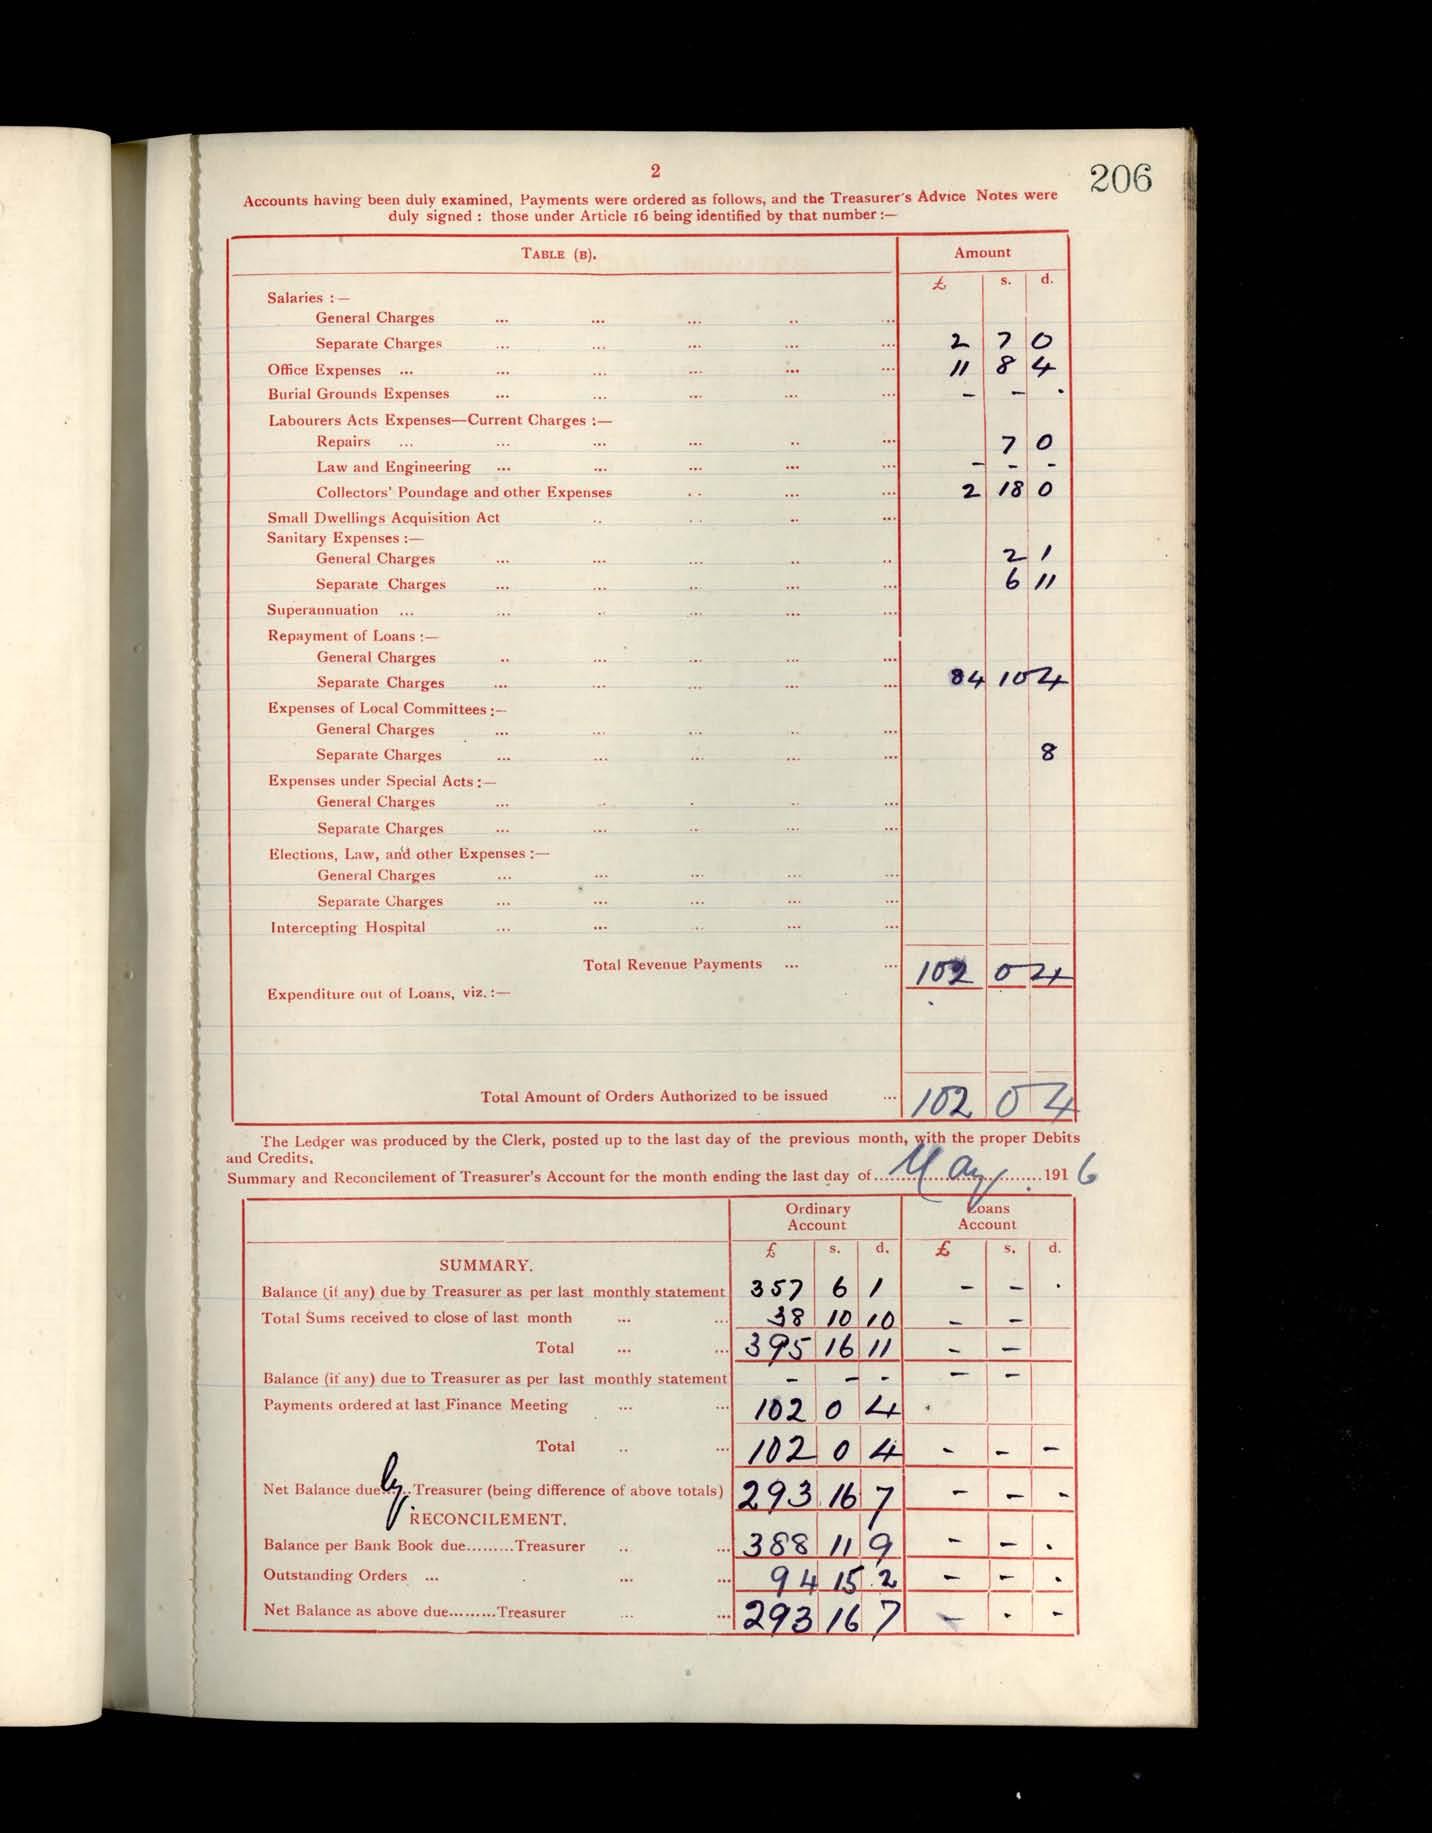 2
206
Accounts having been duly examined, Payments were ordered as follows, and the Treasurer's Advice Notes were
duly signed : those under Article 16 being identified by that number :—
TABLE (B). Amount
£ s. d.
Salaries :—
General Charges ... ... ... .. ...
Separate Charges ... ... ... ... ... 2 7 0
Office Expenses ... ... ... ... ... ... 11 8 4
Burial Grounds Expenses ... ... ... ... ... – – .
Labourers Acts Expenses—Current Charges :—
Repairs ... ... ... ... .. ... 7 0
Law and Engineering ... ... ... ... ... – – -
Collectors' Poundage and other Expenses .. ... ... 2 18 0
Small Dwellings Acquisition Act .. .. .. ...
Sanitary Expenses :—
General Charges ... ... ... .. .. 2 1
Separate Charges ... ... ... ... ... 6 11
Superannuation ... ... .. ... ... ...
Repayment of Loans :—
General Charges .. ... ... ... ...
Separate Charges ... ... ... ... ... 84 10 4
Expenses of Local Committees :—
General Charges ... ... ... .. ...
Separate Charges ... ... ... ... ... 8
Expenses under Special Acts :—
General Charges ... .. . .. ...
Separate Charges ... ... .. ... ...
Elections, Law, and other Expenses :—
General Charges ... ... ... ... ...
Separate Charges ... ... ... ... ...
Intercepting Hospital ... ... .. ... ...
Total Revenue Payments ... ... 102 0 4
Expenditure out of Loans, viz. :—
Total Amount of Orders Authorized to be issued ... 102 0 4
The Ledger was produced by the Clerk, posted up to the last day of the previous month, with the proper Debits
and Credits.
Summary and Reconcilement of Treasurer's Account for the month ending the last day of... May ...1916
Ordinary Account Loans Account
£ s. d. £ s. d.
SUMMARY.
Balance (if any) due by Treasurer as per last monthly statement 357 6 1 – – .
Total Sums received to close of last month ... ... 38 10 10 – –
Total ... ... 395 16 11 – –
Balance (if any) due to Treasurer as per last monthly statement – – - – –
Payments ordered at last Finance Meeting ... ... 102 0 4
Total .. ... 102 0 4 – – –
Net Balance due by Treasurer (being difference of above totals) 293 16 7 – – -
RECONCILEMENT.
Balance per Bank Book due.........Treasurer .. ... 388 11 9 – – .
Outstanding Orders ... . ... ... 94 15 2 – – .
Net Balance as above due.........Treasurer ... ... 293 16 7 – . -